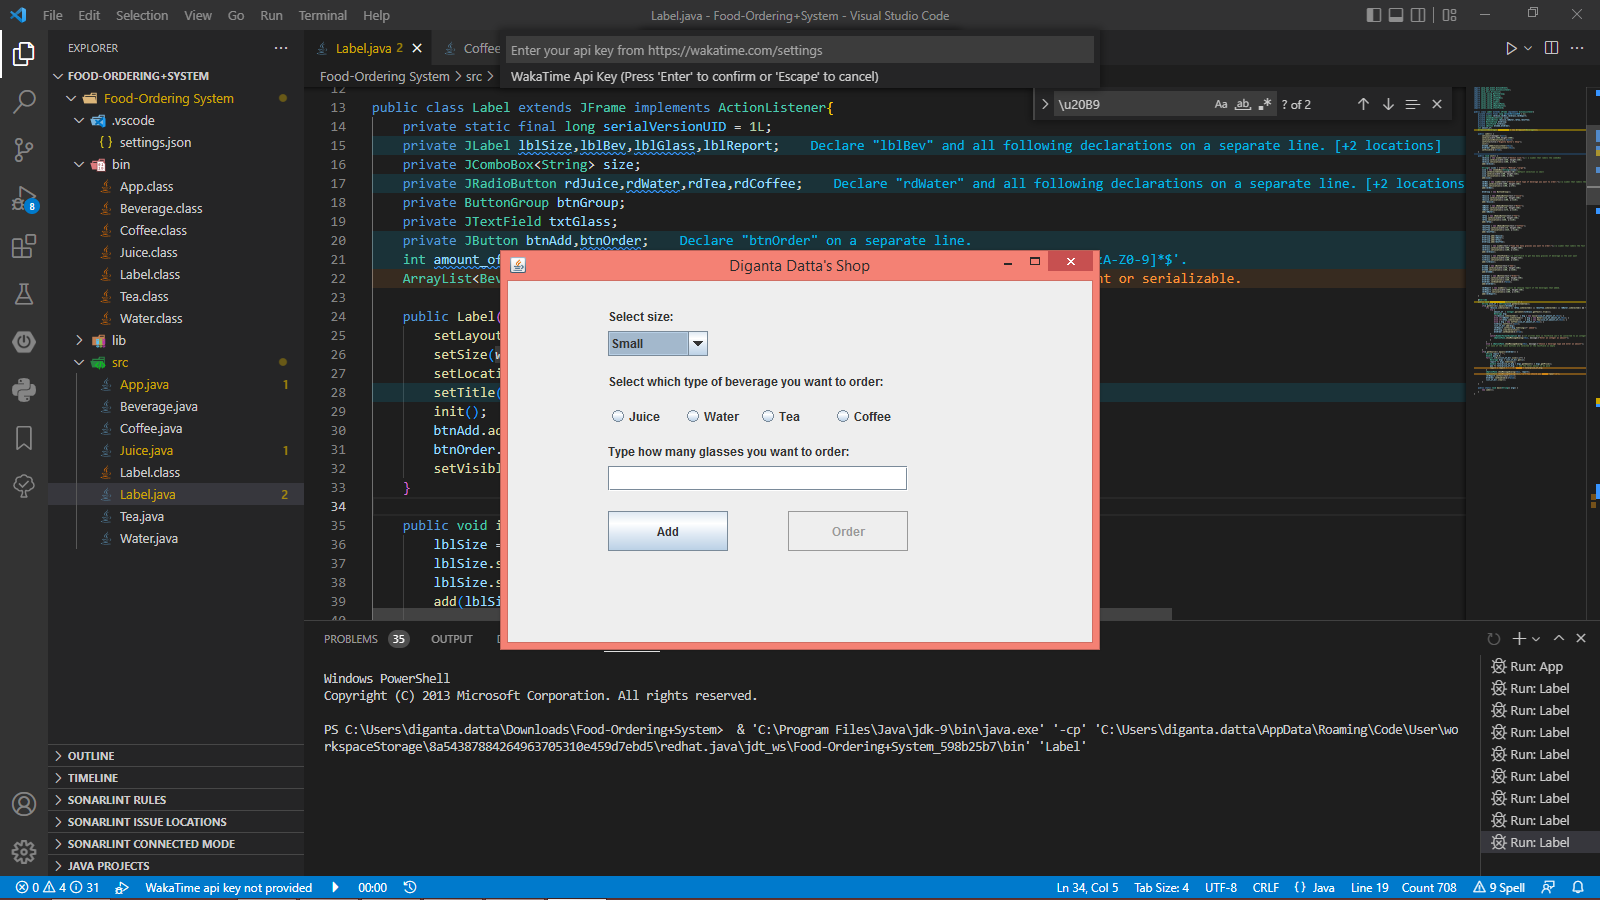 File Edit Selection View Go Run Terminal Help
Label.java - Food-Ordering+System - Visual Studio Code
EXPLORER
FOOD-ORDERING+SYSTEM
Food-Ordering System
.vscode
{ } settings.json
bin
App.class
Beverage.class
Coffee.class
Juice.class
Label.class
Tea.class
Water.class
lib
src
App.java 1
Beverage.java
Coffee.java
Juice.java 1
Label.class
Label.java 2
Tea.java
Water.java
OUTLINE
TIMELINE
SONARLINT RULES
SONARLINT ISSUE LOCATIONS
SONARLINT CONNECTED MODE
JAVA PROJECTS
Label.java 2
Coffee
Enter your api key from https://wakatime.com/settings
WakaTime Api Key (Press 'Enter' to confirm or 'Escape' to cancel)
Food-Ordering System > src >
\u20B9 Aa ab ? of 2
12
13 public class Label extends JFrame implements ActionListener{
14 private static final long serialVersionUID = 1L;
15 private JLabel lblSize,lblBev,lblGlass,lblReport; Declare "lblBev" and all following declarations on a separate line. [+2 locations]
16 private JComboBox<String> size;
17 private JRadioButton rdJuice,rdWater,rdTea,rdCoffee; Declare "rdWater" and all following declarations on a separate line. [+2 locations
18 private ButtonGroup btnGroup;
19 private JTextField txtGlass;
20 private JButton btnAdd,btnOrder; Declare "btnOrder" on a separate line.
21 int amount_of zA-Z0-9]*$'.
22 ArrayList<Bev nt or serializable.
23
24 public Label(
25 setLayout
26 setSize(w
27 setLocati
28 setTitle(
29 init();
30 btnAdd.ad
31 btnOrder.
32 setVisibl
33 }
34
35 public void i
36 lblSize =
37 lblSize.s
38 lblSize.s
39 add(lblSi
40
Diganta Datta's Shop
Select size:
Small
Select which type of beverage you want to order:
Juice Water Tea Coffee
Type how many glasses you want to order:
Add Order
PROBLEMS 35 OUTPUT D
Windows PowerShell
Copyright (C) 2013 Microsoft Corporation. All rights reserved.
PS C:\Users\diganta.datta\Downloads\Food-Ordering+System> & 'C:\Program Files\Java\jdk-9\bin\java.exe' '-cp' 'C:\Users\diganta.datta\AppData\Roaming\Code\User\wo
rkspaceStorage\8a54387884264963705310e459d7ebd5\redhat.java\jdt_ws\Food-Ordering+System_598b25b7\bin' 'Label'
Run: App
Run: Label
Run: Label
Run: Label
Run: Label
Run: Label
Run: Label
Run: Label
Run: Label
8
0 4 31 WakaTime api key not provided 00:00
Ln 34, Col 5 Tab Size: 4 UTF-8 CRLF { } Java Line 19 Count 708 9 Spell